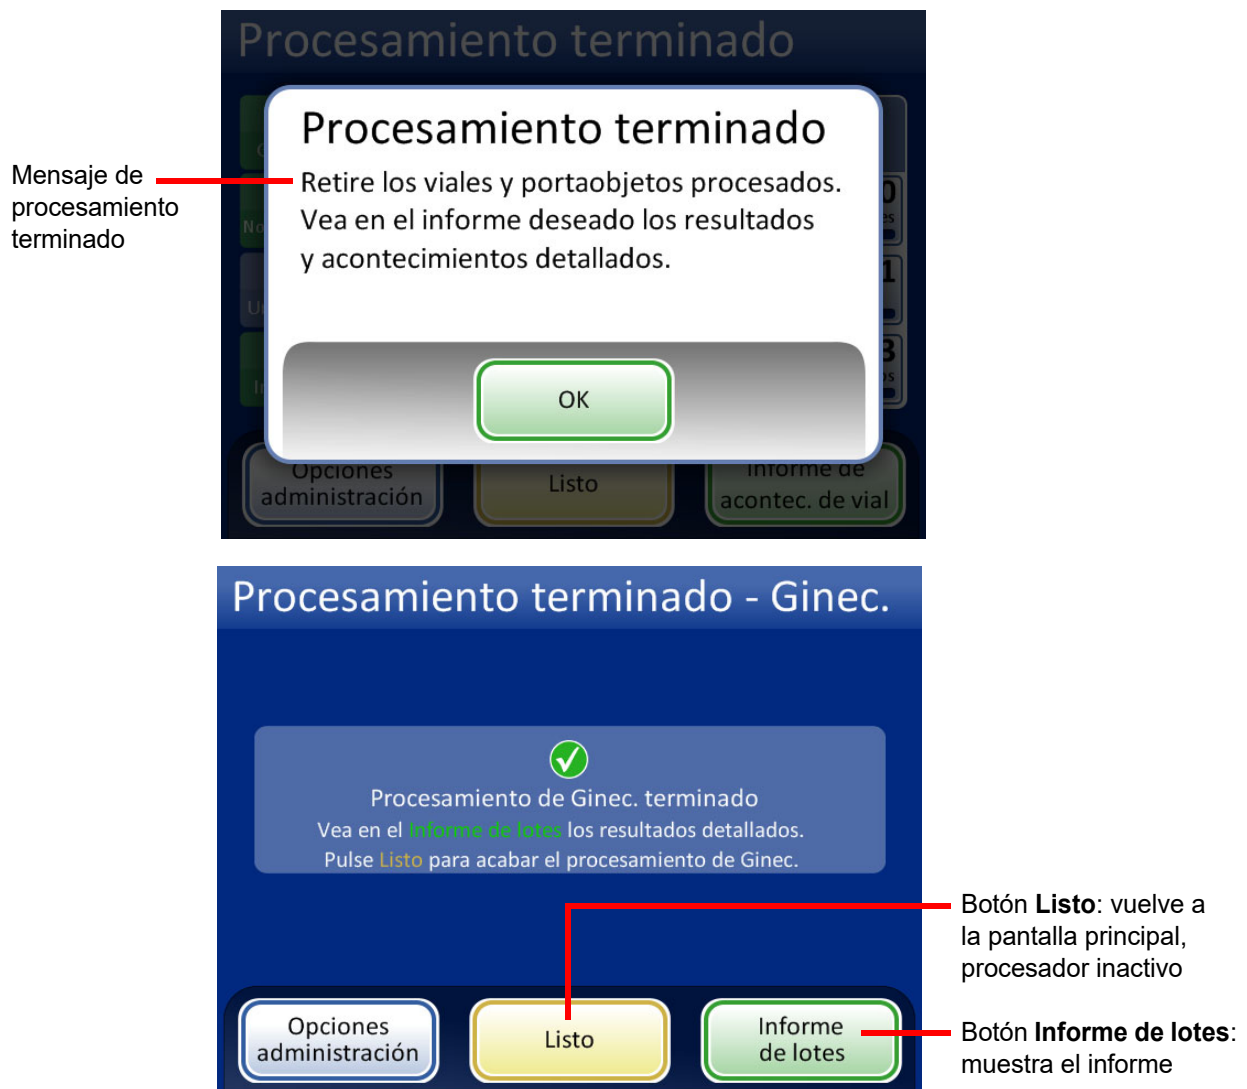 Procesamiento terminado
Procesamiento terminado
Mensaje de
procesamiento
terminado
Retire los viales y portaobjetos procesados.
Vea en el informe deseado los resultados
y acontecimientos detallados.
OK
Opciones
administración
Listo
Informe de
acontec. de vial
Procesamiento terminado - Ginec.
Procesamiento de Ginec. terminado
Vea en el Informe de lotes los resultados detallados.
Pulse Listo para acabar el procesamiento de Ginec.
Botón Listo: vuelve a
la pantalla principal,
procesador inactivo
Opciones
administración
Listo
Informe
de lotes
Botón Informe de lotes:
muestra el informe